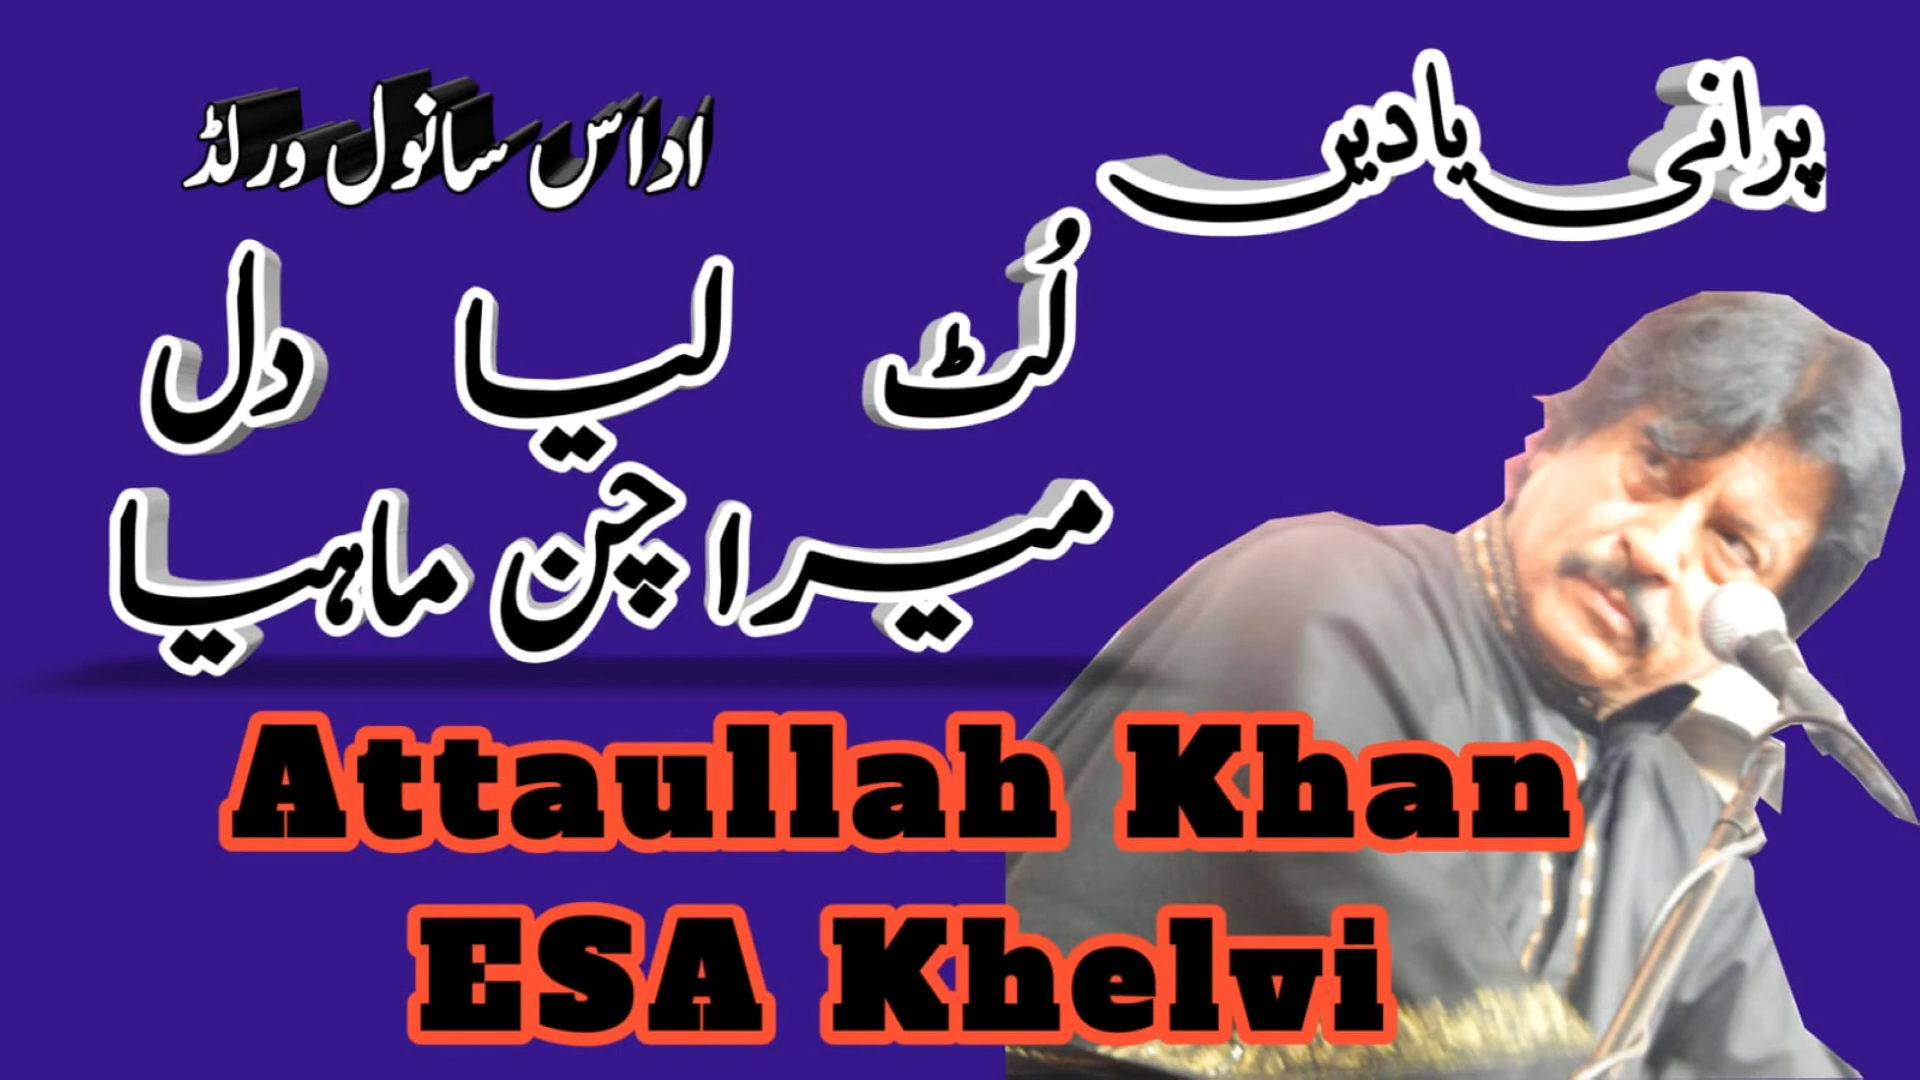 پرانی یادیں
اداس سانول ورلڈ
لُٹ لیا دل
میرا چن ماہیا
Attaullah Khan
ESA Khelvi